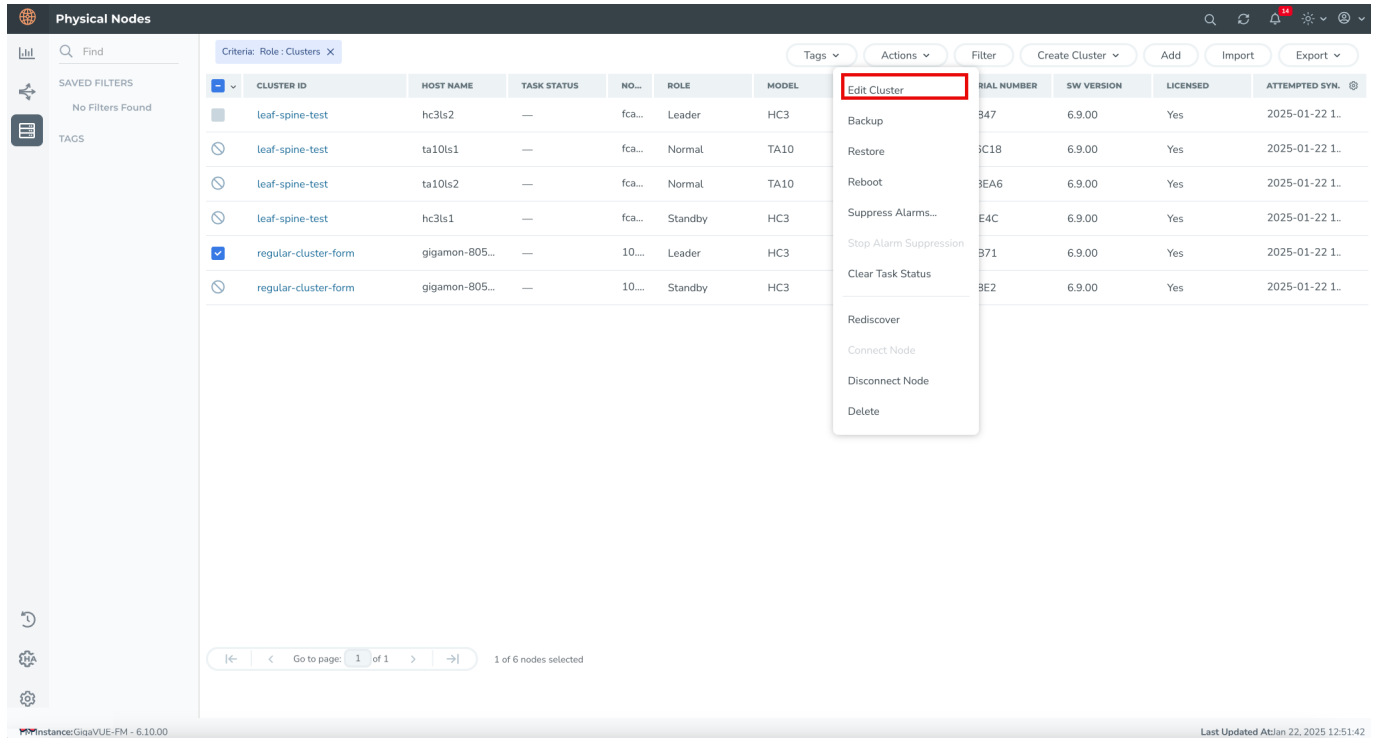 Physical Nodes
14
Find
SAVED FILTERS
No Filters Found
TAGS
Criteria: Role : Clusters X
Tags
Actions
Filter
Create Cluster
Add
Import
Export
CLUSTER ID HOST NAME TASK STATUS NO... ROLE MODEL RIAL NUMBER SW VERSION LICENSED ATTEMPTED SYN.
leaf-spine-test hc3ls2 — fca... Leader HC3 847 6.9.00 Yes 2025-01-22 1..
leaf-spine-test ta10ls1 — fca... Normal TA10 5C18 6.9.00 Yes 2025-01-22 1..
leaf-spine-test ta10ls2 — fca... Normal TA10 3EA6 6.9.00 Yes 2025-01-22 1..
leaf-spine-test hc3ls1 — fca... Standby HC3 E4C 6.9.00 Yes 2025-01-22 1..
regular-cluster-form gigamon-805... — 10.... Leader HC3 B71 6.9.00 Yes 2025-01-22 1..
regular-cluster-form gigamon-805... — 10.... Standby HC3 8E2 6.9.00 Yes 2025-01-22 1..
Edit Cluster
Backup
Restore
Reboot
Suppress Alarms...
Stop Alarm Suppression
Clear Task Status
Rediscover
Connect Node
Disconnect Node
Delete
HA
Go to page: 1 of 1
1 of 6 nodes selected
Instance:GigaVUE-FM - 6.10.00
Last Updated At:Jan 22, 2025 12:51:42